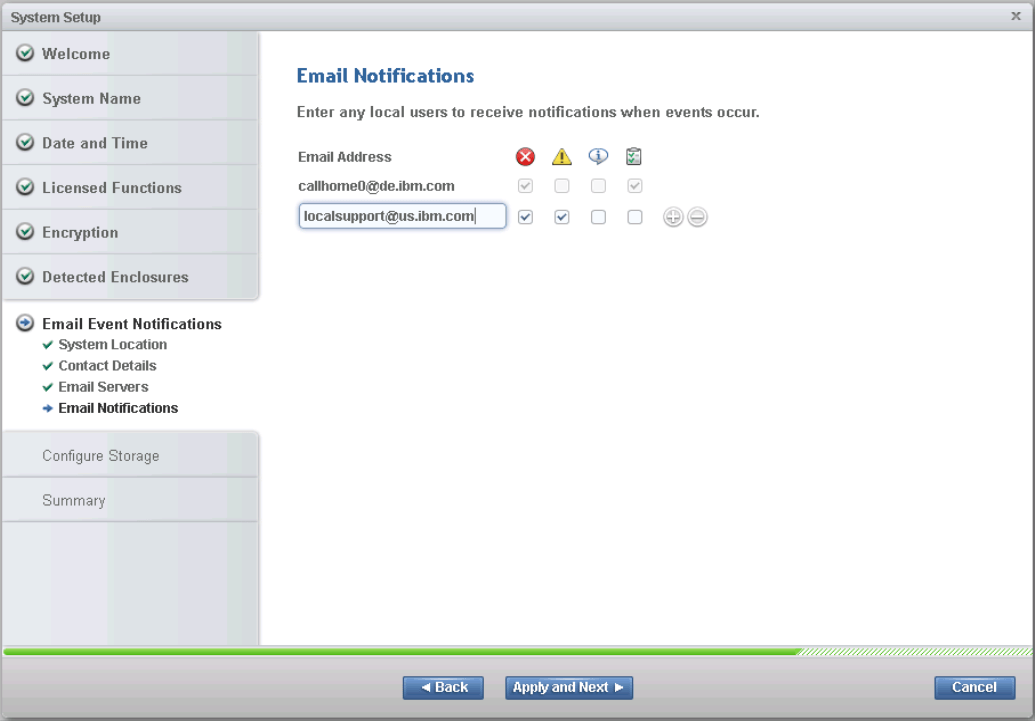 System Setup
Welcome
System Name
Date and Time
Licensed Functions
Encryption
Detected Enclosures
Email Event Notifications
System Location
Contact Details
Email Servers
Email Notifications
Configure Storage
Summary
Email Notifications
Enter any local users to receive notifications when events occur.
Email Address
callhome0@de.ibm.com
localsupport@us.ibm.com
Back
Apply and Next
Cancel